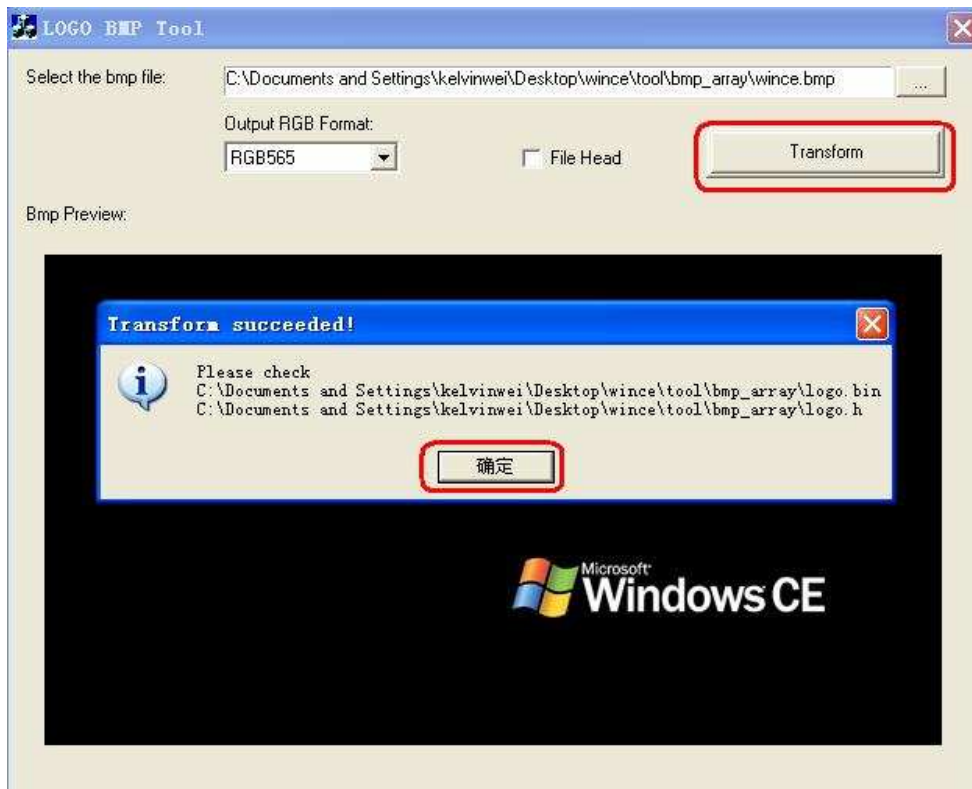 LOGO BMP Tool
Select the bmp file:
C:\Documents and Settings\kelvinwei\Desktop\wince\tool\bmp_array\wince.bmp
...
Output RGB Format:
RGB565
File Head
Transform
Bmp Preview:
Transform succeeded!
Please check
C:\Documents and Settings\kelvinwei\Desktop\wince\tool\bmp_array\logo.bin
C:\Documents and Settings\kelvinwei\Desktop\wince\tool\bmp_array\logo.h
确定
Microsoft
Windows CE